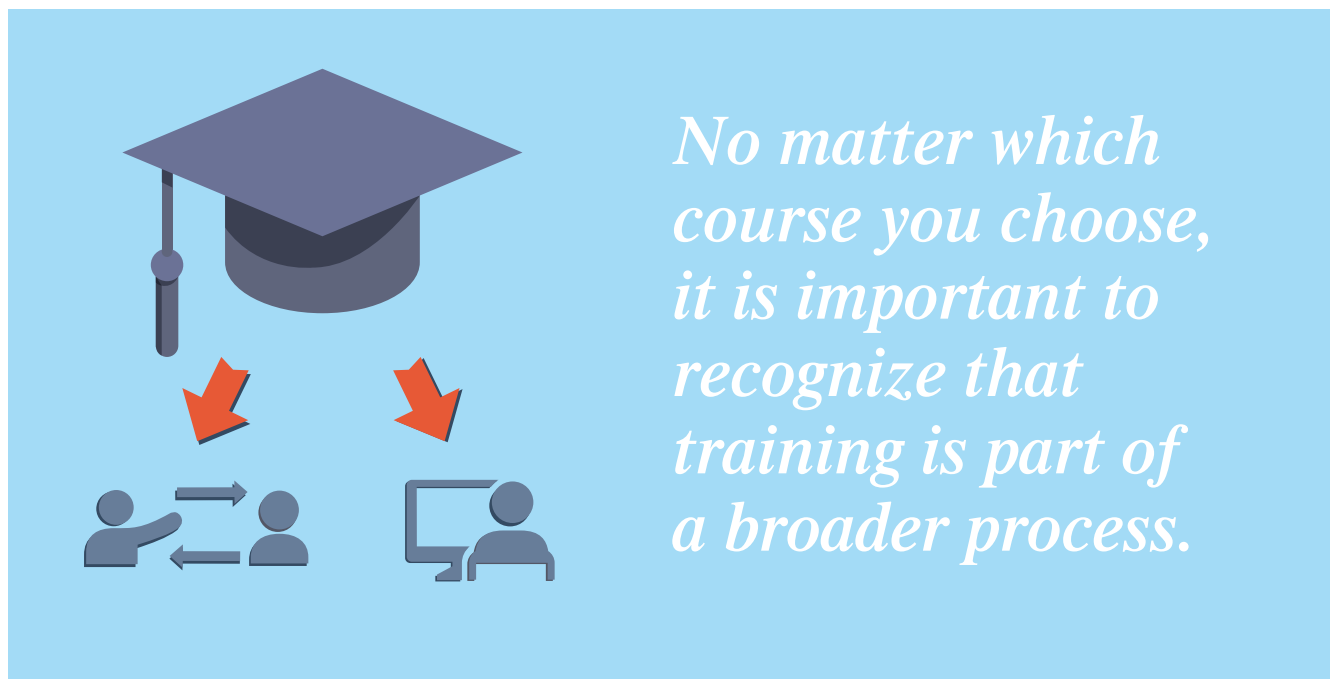 No matter which
course you choose,
it is important to
recognize that
training is part of
a broader process.